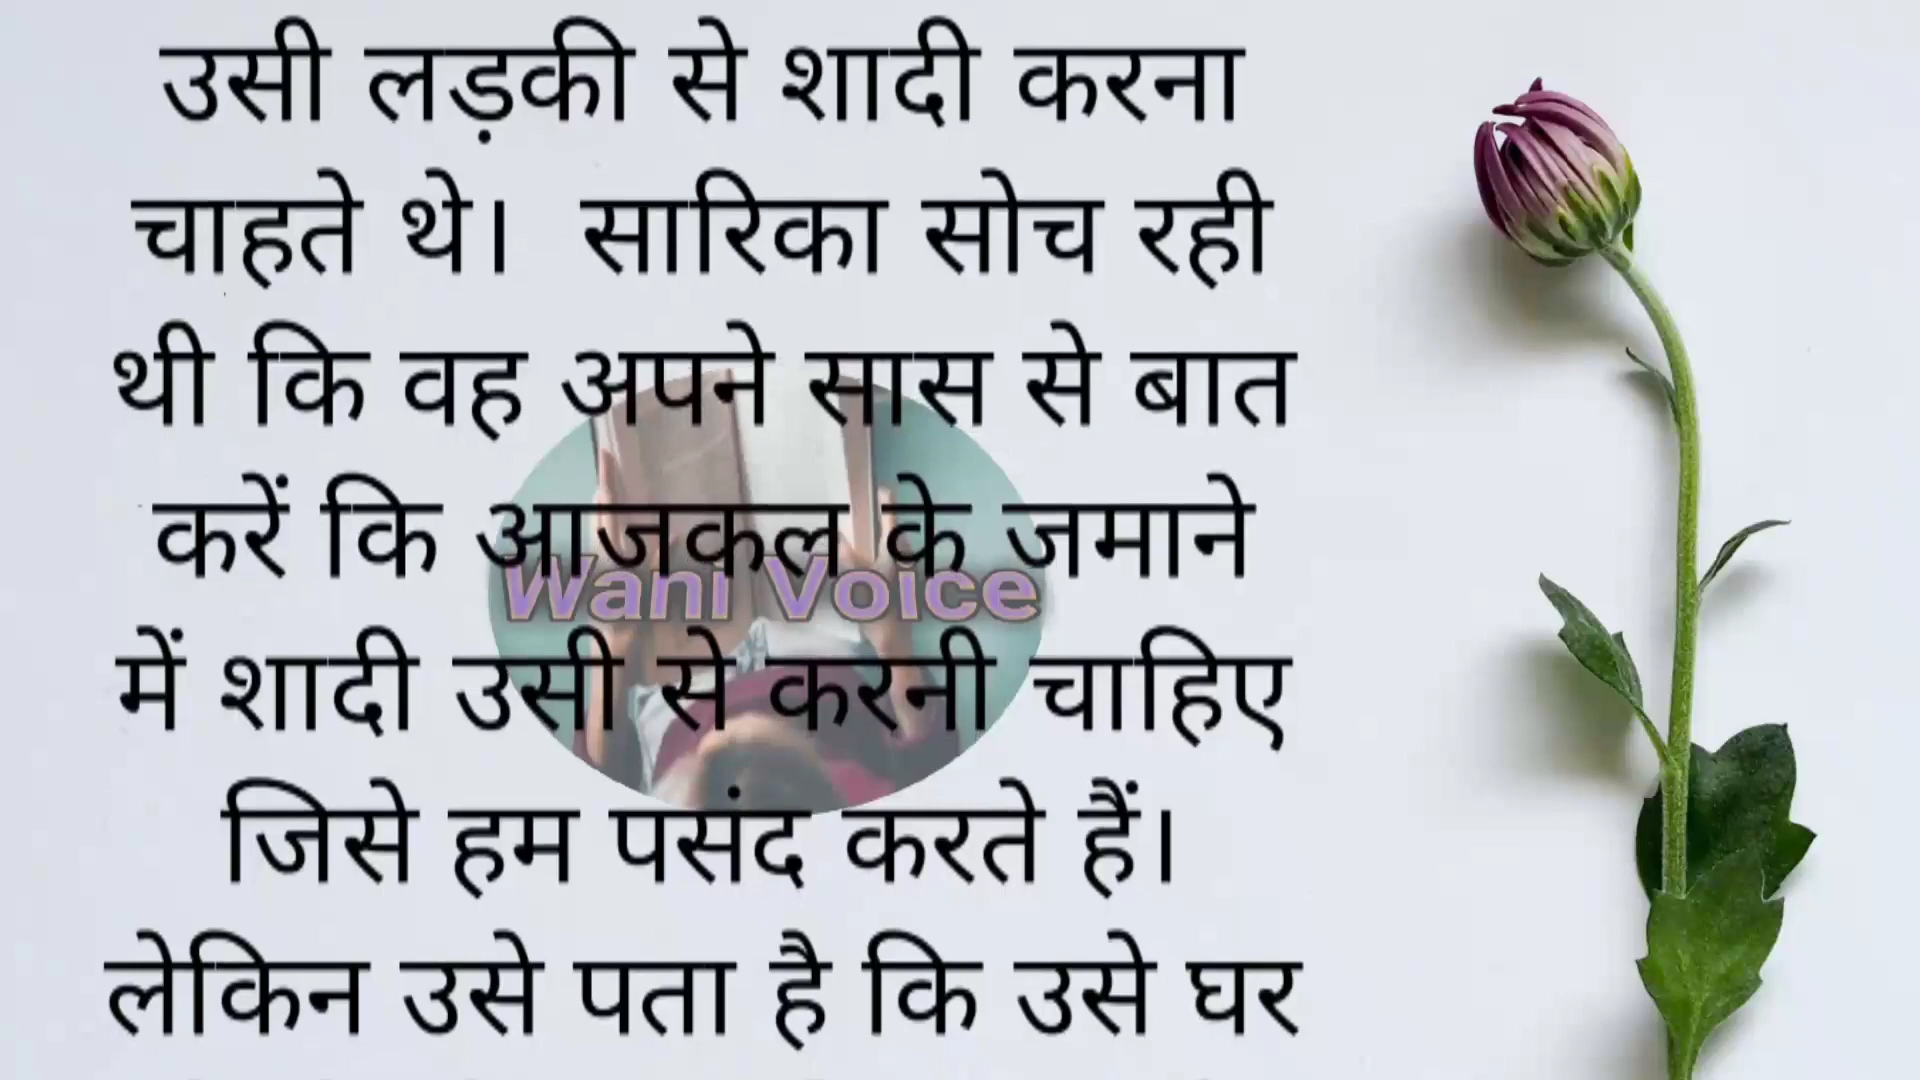 उसी लड़की से शादी करना
चाहते थे। सारिका सोच रही
थी कि वह अपने सास से बात
करें कि आजकल के जमाने
Wani Voice
में शादी उसी से करनी चाहिए
जिसे हम पसंद करते हैं।
लेकिन उसे पता है कि उसे घर